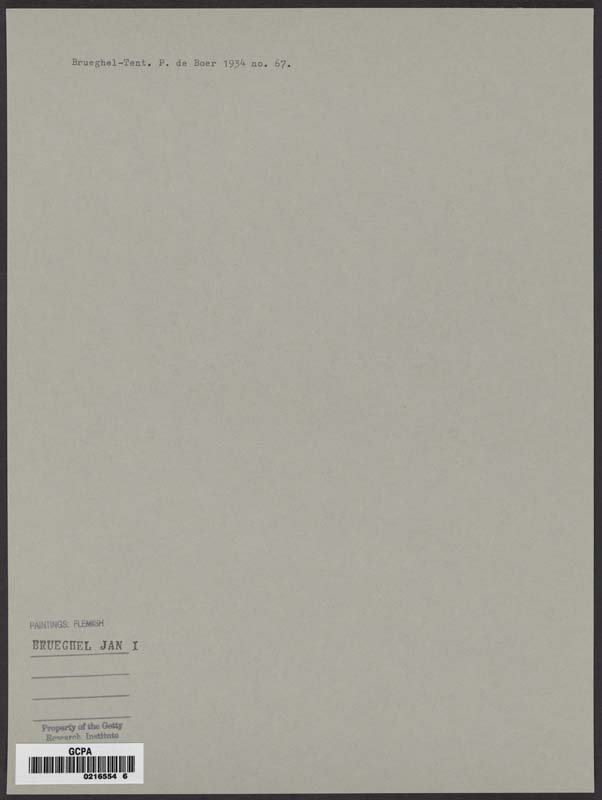 Brueghel-Tent. P. de Boer 1934 no. 67.
PAINTINGS: FLEMISH
BRUEGHEL JAN I
Property of the Getty
Research Institute
GCPA
0216554 6